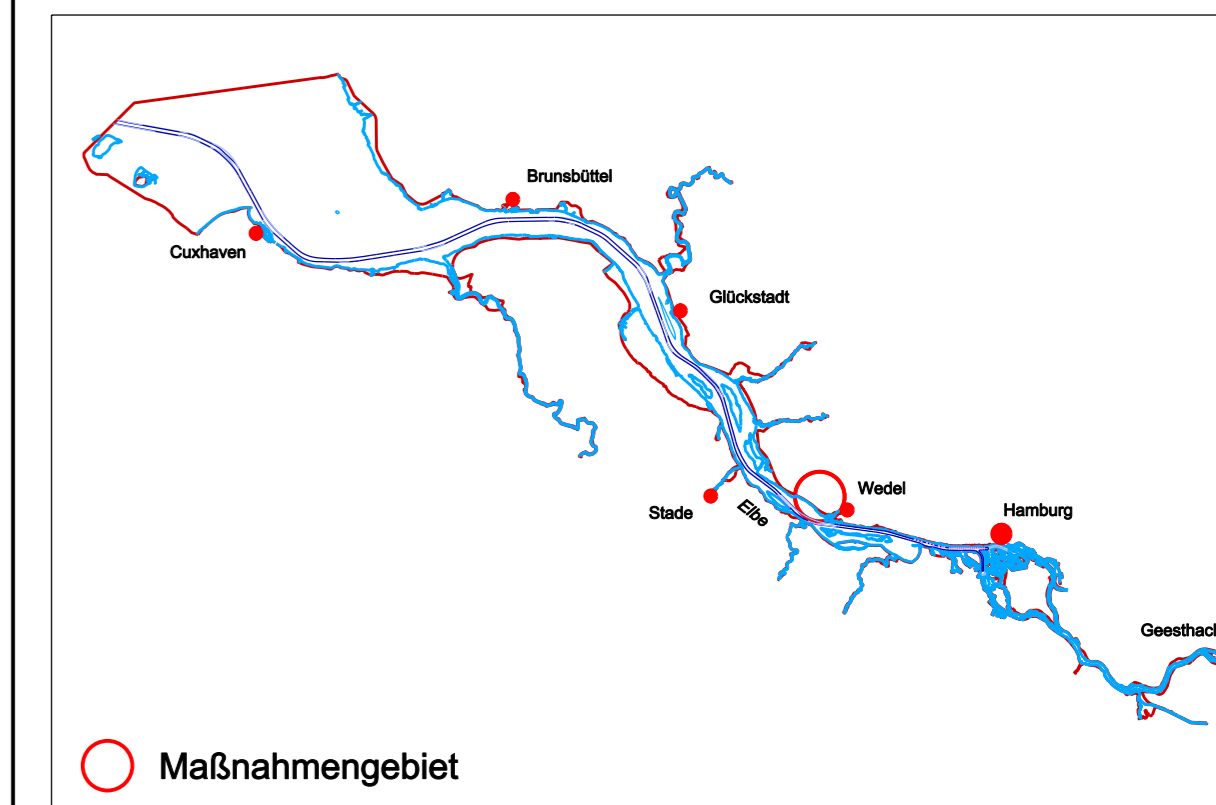 Brunsbüttel
Cuxhaven
Glückstadt
Wedel
Stade
Elbe
Hamburg
Geesthach
Maßnahmengebiet